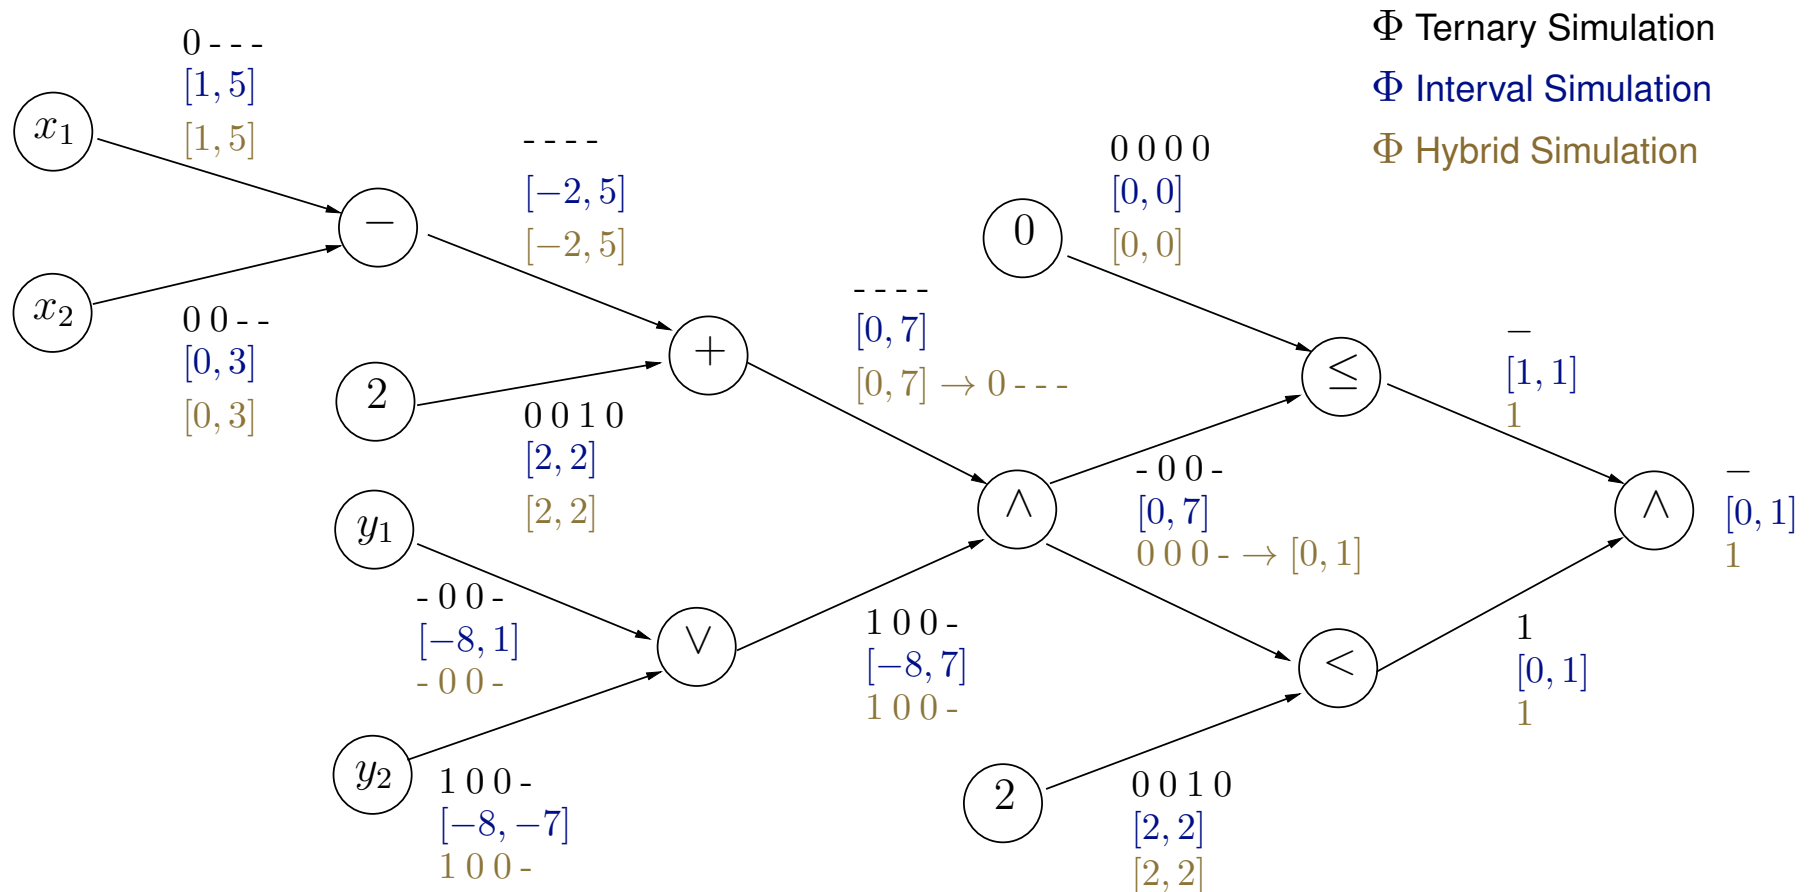 Φ Ternary Simulation
Φ Interval Simulation
Φ Hybrid Simulation
0 - - -
[1, 5]
[1, 5]
x₁
- - - -
[−2, 5]
[−2, 5]
−
x₂
0 0 - -
[0, 3]
[0, 3]
0 0 0 0
[0, 0]
[0, 0]
0
- - - -
[0, 7]
[0, 7] → 0 - - -
+
2
0 0 1 0
[2, 2]
[2, 2]
≤
–
[1, 1]
1
y₁
- 0 0 -
[−8, 1]
- 0 0 -
∧
- 0 0 -
[0, 7]
0 0 0 - → [0, 1]
∧
–
[0, 1]
1
∨
1 0 0 -
[−8, 7]
1 0 0 -
<
1
[0, 1]
1
y₂
1 0 0 -
[−8, −7]
1 0 0 -
2
0 0 1 0
[2, 2]
[2, 2]